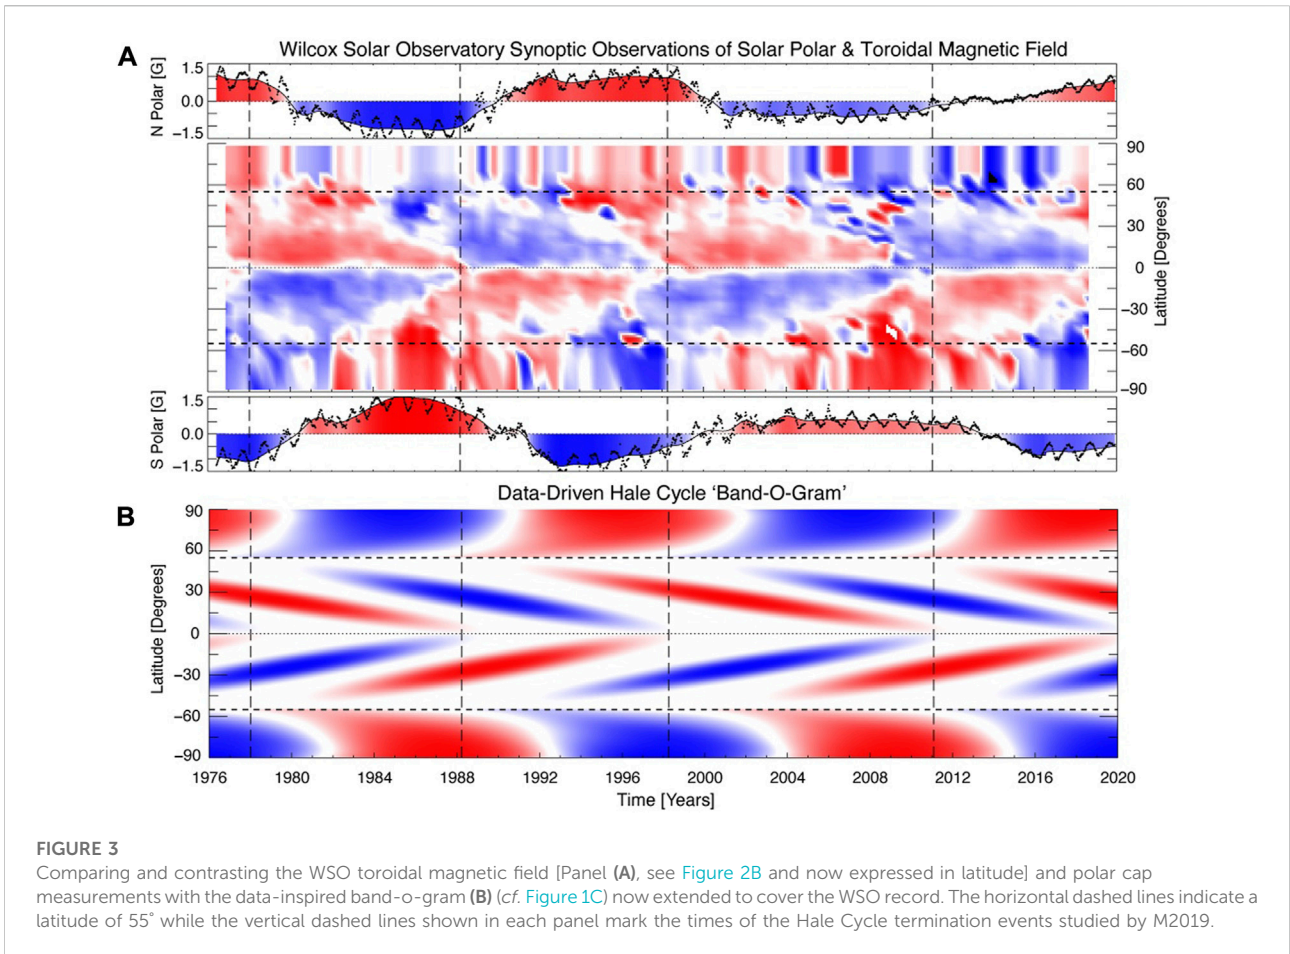 A
Wilcox Solar Observatory Synoptic Observations of Solar Polar & Toroidal Magnetic Field
N Polar [G]
1.5
0.0
−1.5
90
60
30
0
−30
−60
−90
Latitude [Degrees]
S Polar [G]
1.5
0.0
−1.5
B
Data-Driven Hale Cycle ‘Band-O-Gram’
Latitude [Degrees]
90
60
30
0
−30
−60
−90
1976 1980 1984 1988 1992 1996 2000 2004 2008 2012 2016 2020
Time [Years]
FIGURE 3
Comparing and contrasting the WSO toroidal magnetic field [Panel (A), see Figure 2B and now expressed in latitude] and polar cap
measurements with the data-inspired band-o-gram (B) (cf. Figure 1C) now extended to cover the WSO record. The horizontal dashed lines indicate a
latitude of 55° while the vertical dashed lines shown in each panel mark the times of the Hale Cycle termination events studied by M2019.